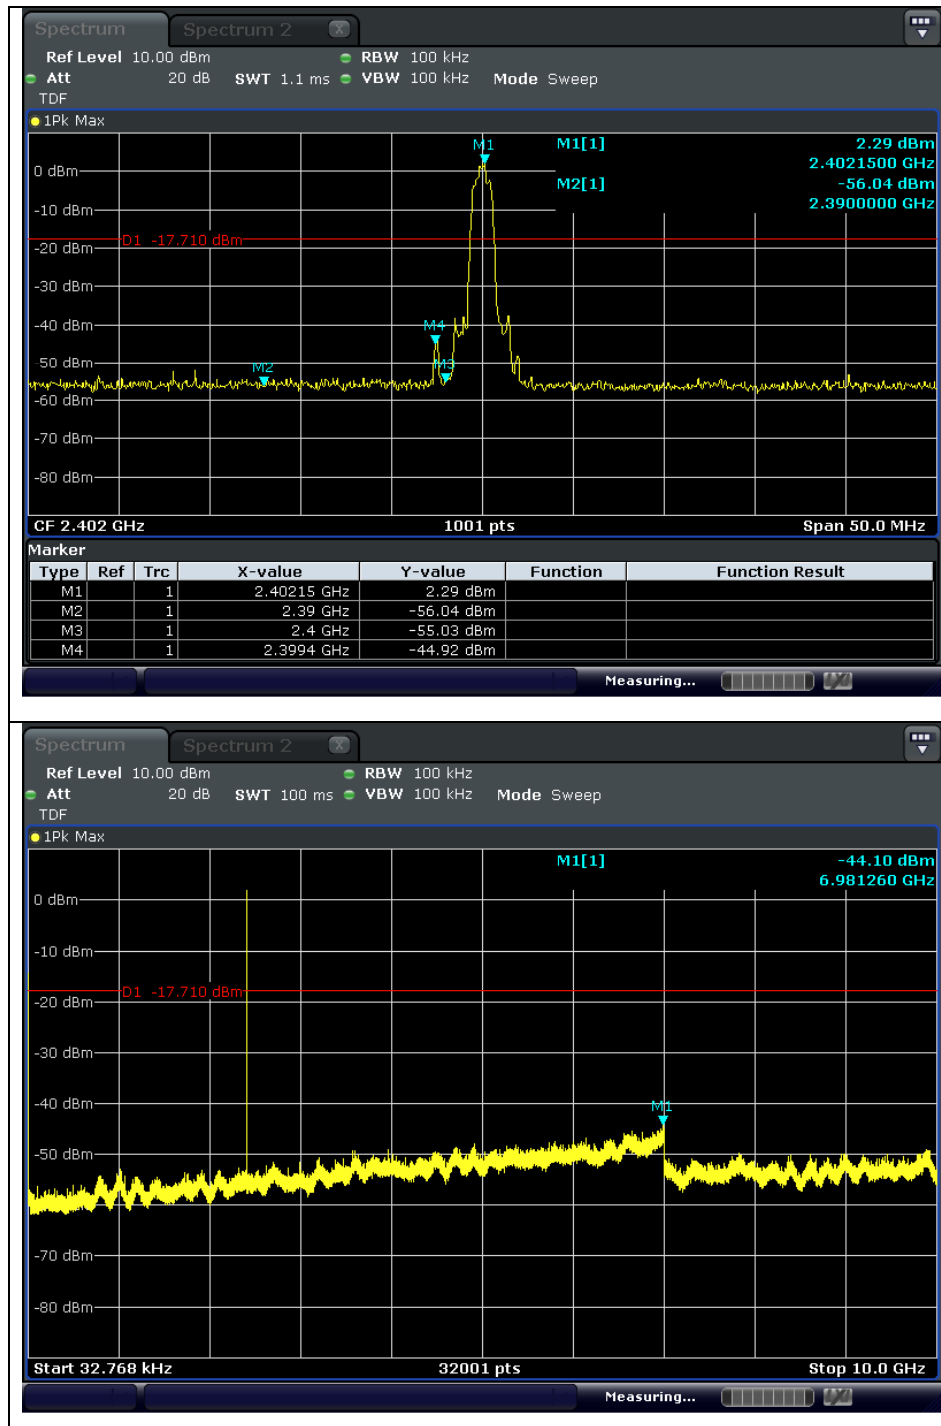 Spectrum Spectrum 2 X
Ref Level 10.00 dBm RBW 100 kHz
Att 20 dB SWT 1.1 ms VBW 100 kHz Mode Sweep
TDF
1Pk Max
M1 M1[1] 2.29 dBm
2.4021500 GHz
0 dBm
M2[1] -56.04 dBm
2.3900000 GHz
-10 dBm
D1 -17.710 dBm
-20 dBm
-30 dBm
-40 dBm M4
-50 dBm M2 M3
-60 dBm
-70 dBm
-80 dBm
CF 2.402 GHz 1001 pts Span 50.0 MHz
Marker
Type Ref Trc X-value Y-value Function Function Result
M1 1 2.40215 GHz 2.29 dBm
M2 1 2.39 GHz -56.04 dBm
M3 1 2.4 GHz -55.03 dBm
M4 1 2.3994 GHz -44.92 dBm
Measuring...
Spectrum Spectrum 2 X
Ref Level 10.00 dBm RBW 100 kHz
Att 20 dB SWT 100 ms VBW 100 kHz Mode Sweep
TDF
1Pk Max
M1[1] -44.10 dBm
6.981260 GHz
0 dBm
-10 dBm
D1 -17.710 dBm
-20 dBm
-30 dBm
-40 dBm M1
-50 dBm
-70 dBm
-80 dBm
Start 32.768 kHz 32001 pts Stop 10.0 GHz
Measuring...